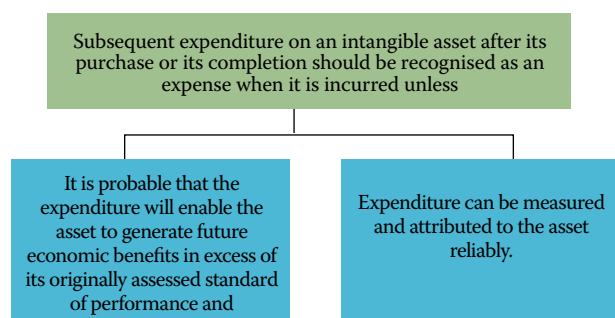 Subsequent expenditure on an intangible asset after its
purchase or its completion should be recognised as an
expense when it is incurred unless
It is probable that the
expenditure will enable the
asset to generate future
economic benefits in excess of
its originally assessed standard
of performance and
Expenditure can be measured
and attributed to the asset
reliably.